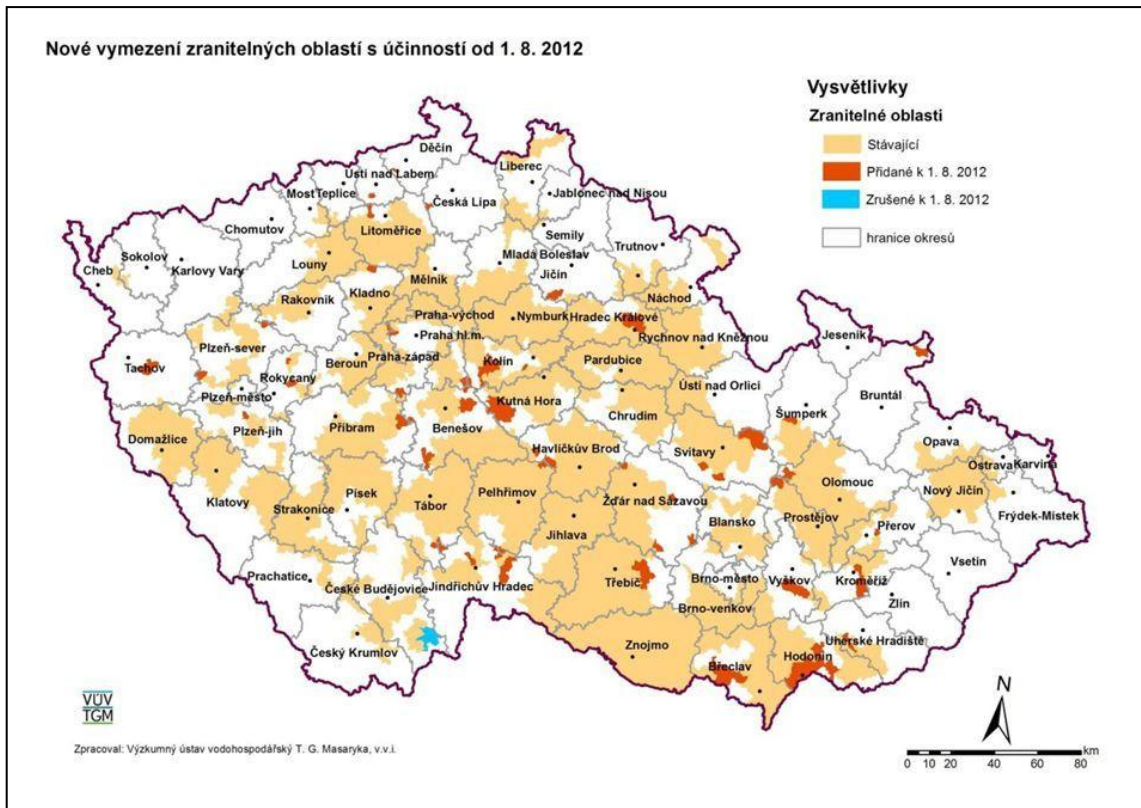 Nové vymezení zranitelných oblastí s účinností od 1. 8. 2012
Vysvětlivky
Zranitelné oblasti
Stávající
Přidané k 1. 8. 2012
Zrušené k 1. 8. 2012
hranice okresů
Děčín
Liberec
Ústí nad Labem
Most
Teplice
Jablonec nad Nisou
Česká Lípa
Chomutov
Litoměřice
Semily
Trutnov
Sokolov
Karlovy Vary
Cheb
Louny
Mladá Boleslav
Jičín
Mělník
Rakovník
Kladno
Náchod
Praha-východ
Nymburk
Hradec Králové
Praha hl.m.
Rychnov nad Kněžnou
Jeseník
Plzeň-sever
Beroun
Praha-západ
Kolín
Pardubice
Tachov
Rokycany
Ústí nad Orlicí
Plzeň-město
Kutná Hora
Bruntál
Chrudim
Šumperk
Příbram
Benešov
Plzeň-jih
Domažlice
Opava
Havlíčkův Brod
Svitavy
Ostrava
Karviná
Klatovy
Písek
Pelhřimov
Olomouc
Nový Jičín
Tábor
Žďár nad Sázavou
Strakonice
Frýdek-Místek
Blansko
Prostějov
Přerov
Jihlava
Vsetín
Prachatice
Jindřichův Hradec
Třebíč
Brno-město
Vyškov
Kroměříž
České Budějovice
Zlín
Brno-venkov
Uherské Hradiště
Český Krumlov
Znojmo
Hodonín
Břeclav
N
VÚV
TGM
Zpracoval: Výzkumný ústav vodohospodářský T. G. Masaryka, v.v.i.
km
0 10 20 40 60 80